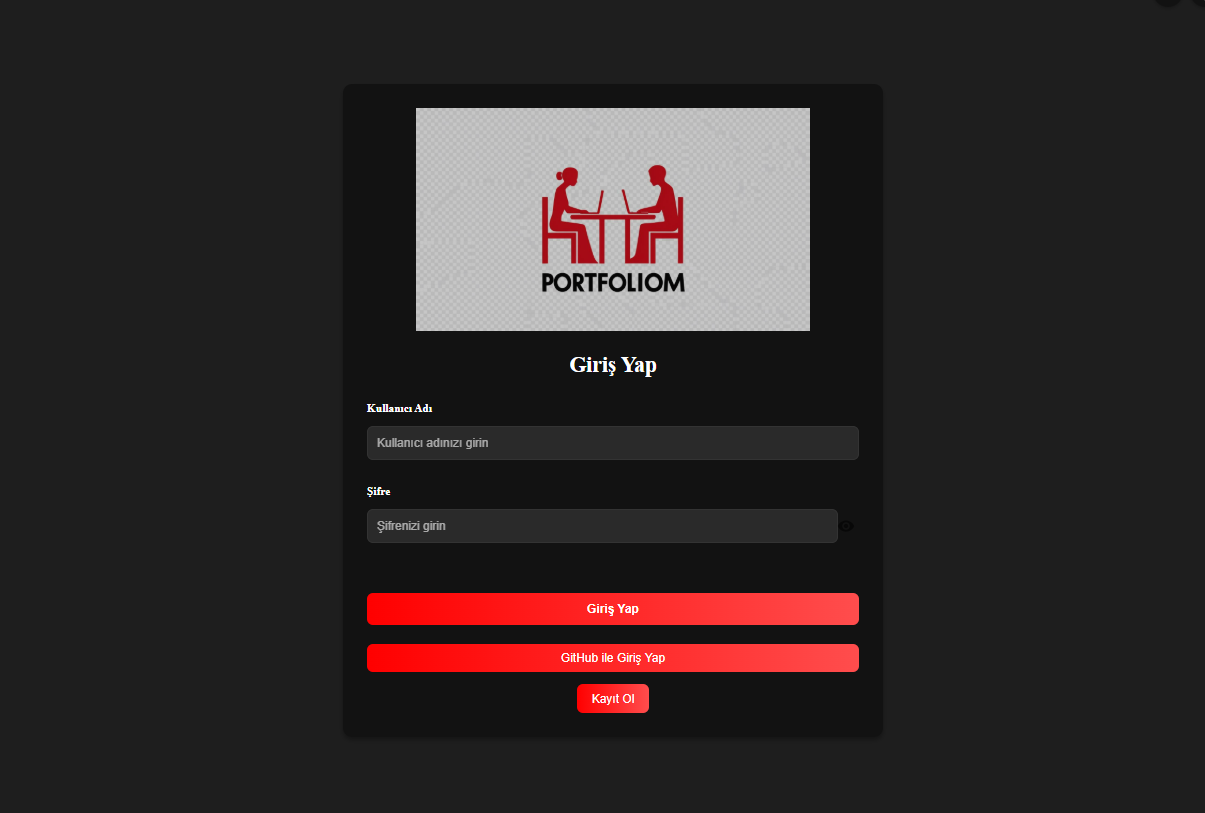 PORTFOLIOM
Giriş Yap
Kullanıcı Adı
Kullanıcı adınızı girin
Şifre
Şifrenizi girin
Giriş Yap
GitHub ile Giriş Yap
Kayıt Ol